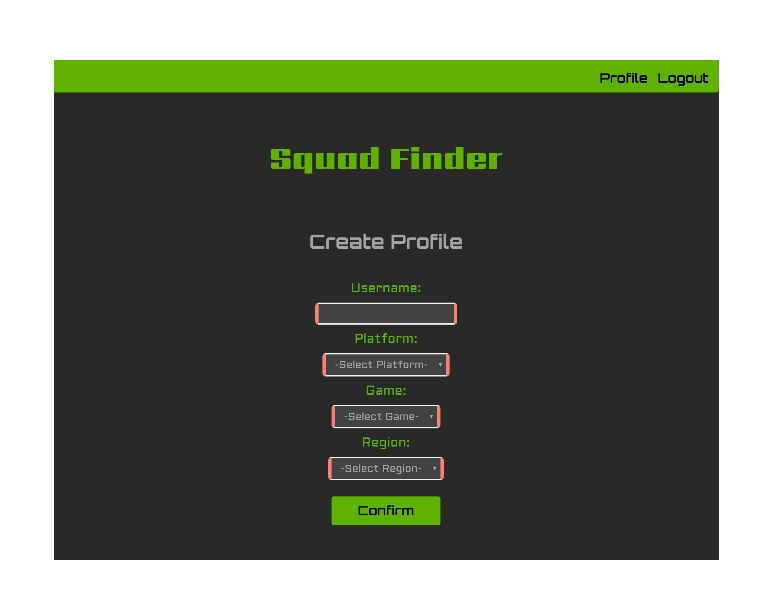 Profile Logout
Squad Finder
Create Profile
Username:
Platform:
-Select Platform-
Game:
-Select Game-
Region:
-Select Region-
Confirm